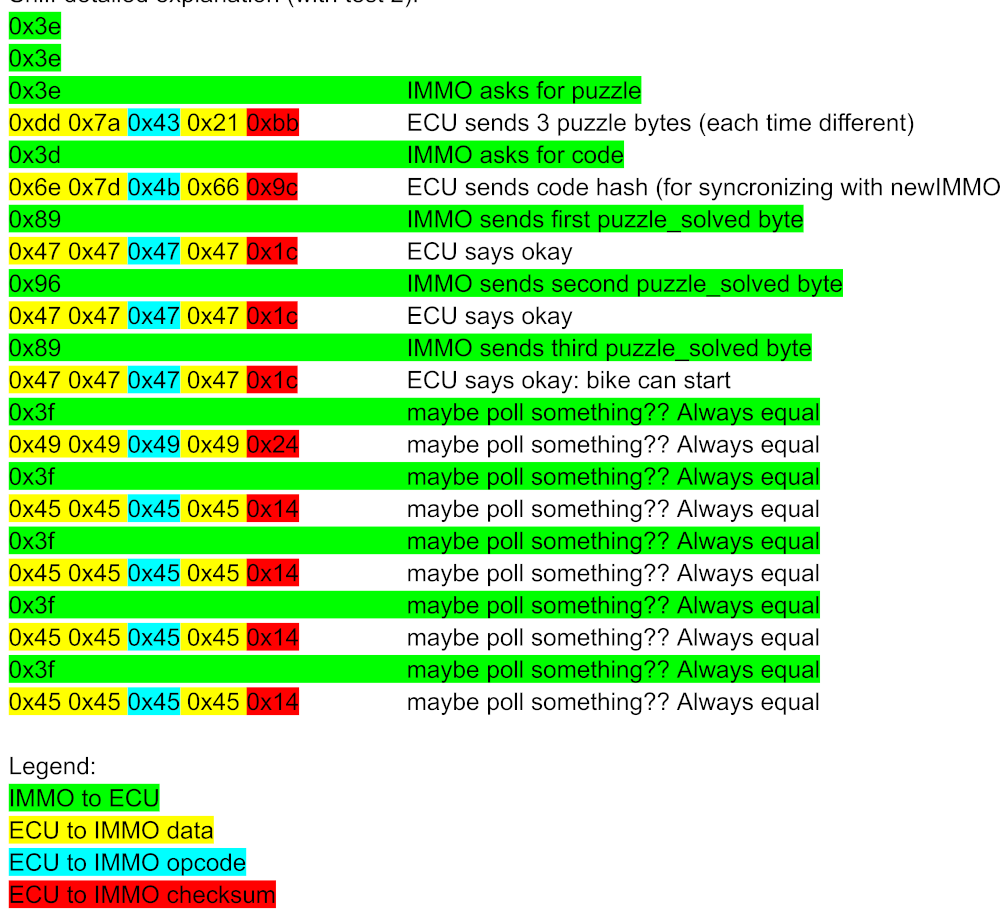 Sniff detailed explanation (with test 2):
0x3e
0x3e
0x3e IMMO asks for puzzle
0xdd 0x7a 0x43 0x21 0xbb ECU sends 3 puzzle bytes (each time different)
0x3d IMMO asks for code
0x6e 0x7d 0x4b 0x66 0x9c ECU sends code hash (for syncronizing with newIMMO
0x89 IMMO sends first puzzle_solved byte
0x47 0x47 0x47 0x47 0x1c ECU says okay
0x96 IMMO sends second puzzle_solved byte
0x47 0x47 0x47 0x47 0x1c ECU says okay
0x89 IMMO sends third puzzle_solved byte
0x47 0x47 0x47 0x47 0x1c ECU says okay: bike can start
0x3f maybe poll something?? Always equal
0x49 0x49 0x49 0x49 0x24 maybe poll something?? Always equal
0x3f maybe poll something?? Always equal
0x45 0x45 0x45 0x45 0x14 maybe poll something?? Always equal
0x3f maybe poll something?? Always equal
0x45 0x45 0x45 0x45 0x14 maybe poll something?? Always equal
0x3f maybe poll something?? Always equal
0x45 0x45 0x45 0x45 0x14 maybe poll something?? Always equal
0x3f maybe poll something?? Always equal
0x45 0x45 0x45 0x45 0x14 maybe poll something?? Always equal
Legend:
IMMO to ECU
ECU to IMMO data
ECU to IMMO opcode
ECU to IMMO checksum